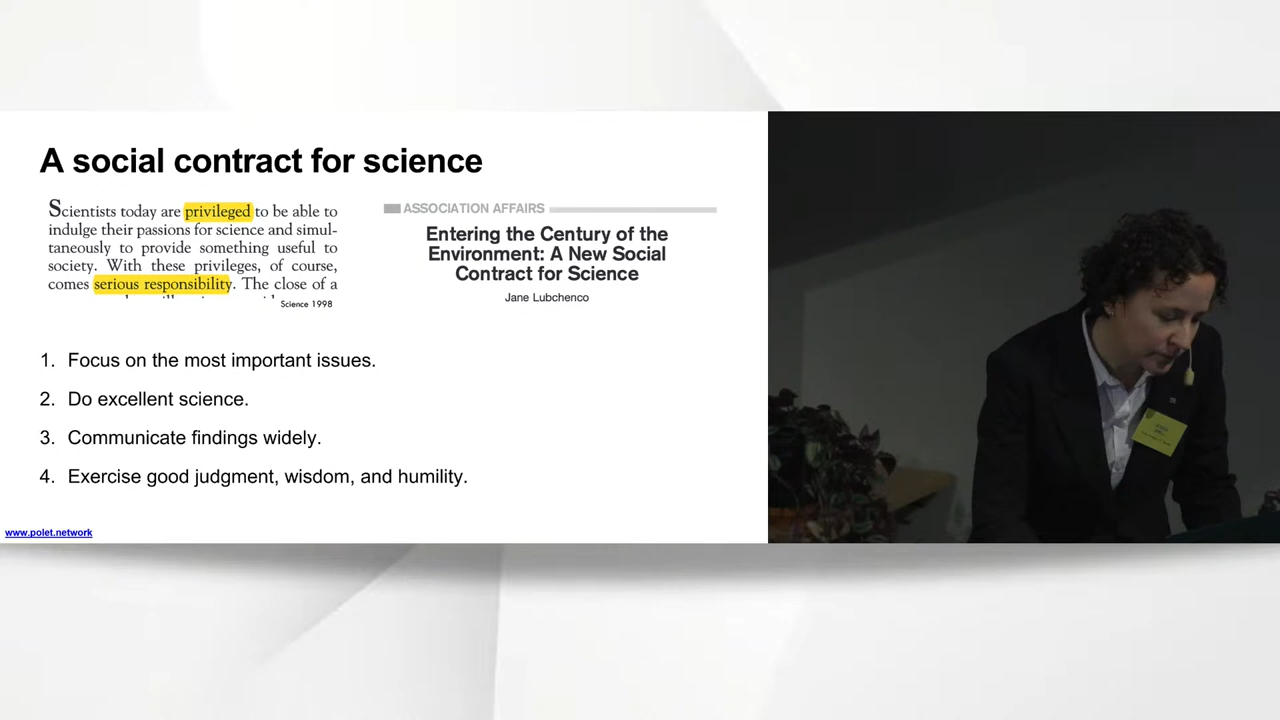 A social contract for science
Scientists today are privileged to be able to
indulge their passions for science and simul-
taneously to provide something useful to
society. With these privileges, of course,
comes serious responsibility. The close of a
Science 1998
ASSOCIATION AFFAIRS
Entering the Century of the
Environment: A New Social
Contract for Science
Jane Lubchenco
1. Focus on the most important issues.
2. Do excellent science.
3. Communicate findings widely.
4. Exercise good judgment, wisdom, and humility.
www.polet.network